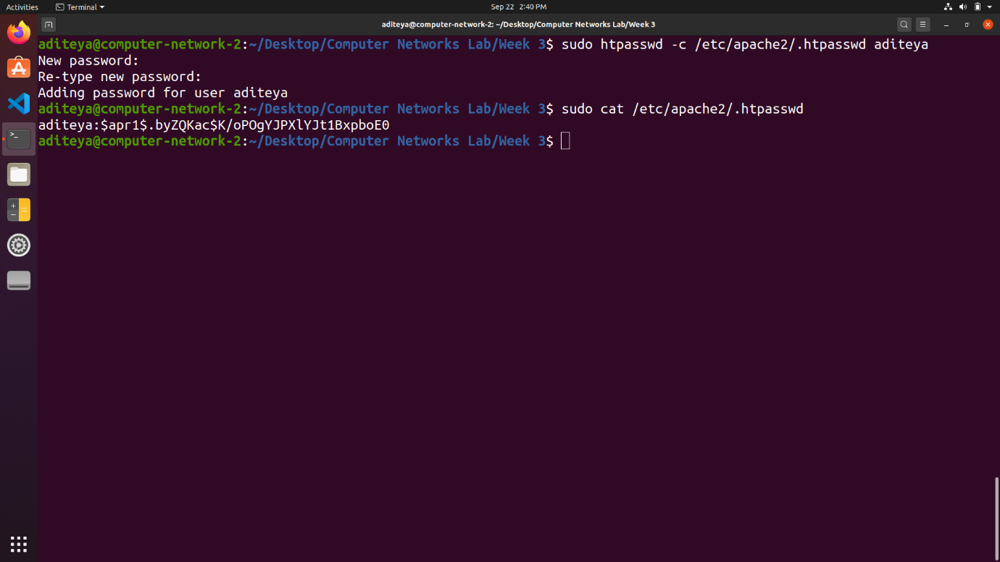 Activities
Terminal
Sep 22 2:40 PM
aditeya@computer-network-2: ~/Desktop/Computer Networks Lab/Week 3
aditeya@computer-network-2:~/Desktop/Computer Networks Lab/Week 3$ sudo htpasswd -c /etc/apache2/.htpasswd aditeya
New password:
Re-type new password:
Adding password for user aditeya
aditeya@computer-network-2:~/Desktop/Computer Networks Lab/Week 3$ sudo cat /etc/apache2/.htpasswd
aditeya:$apr1$.byZQKac$K/oPOgYJPXlYJt1BxpboE0
aditeya@computer-network-2:~/Desktop/Computer Networks Lab/Week 3$